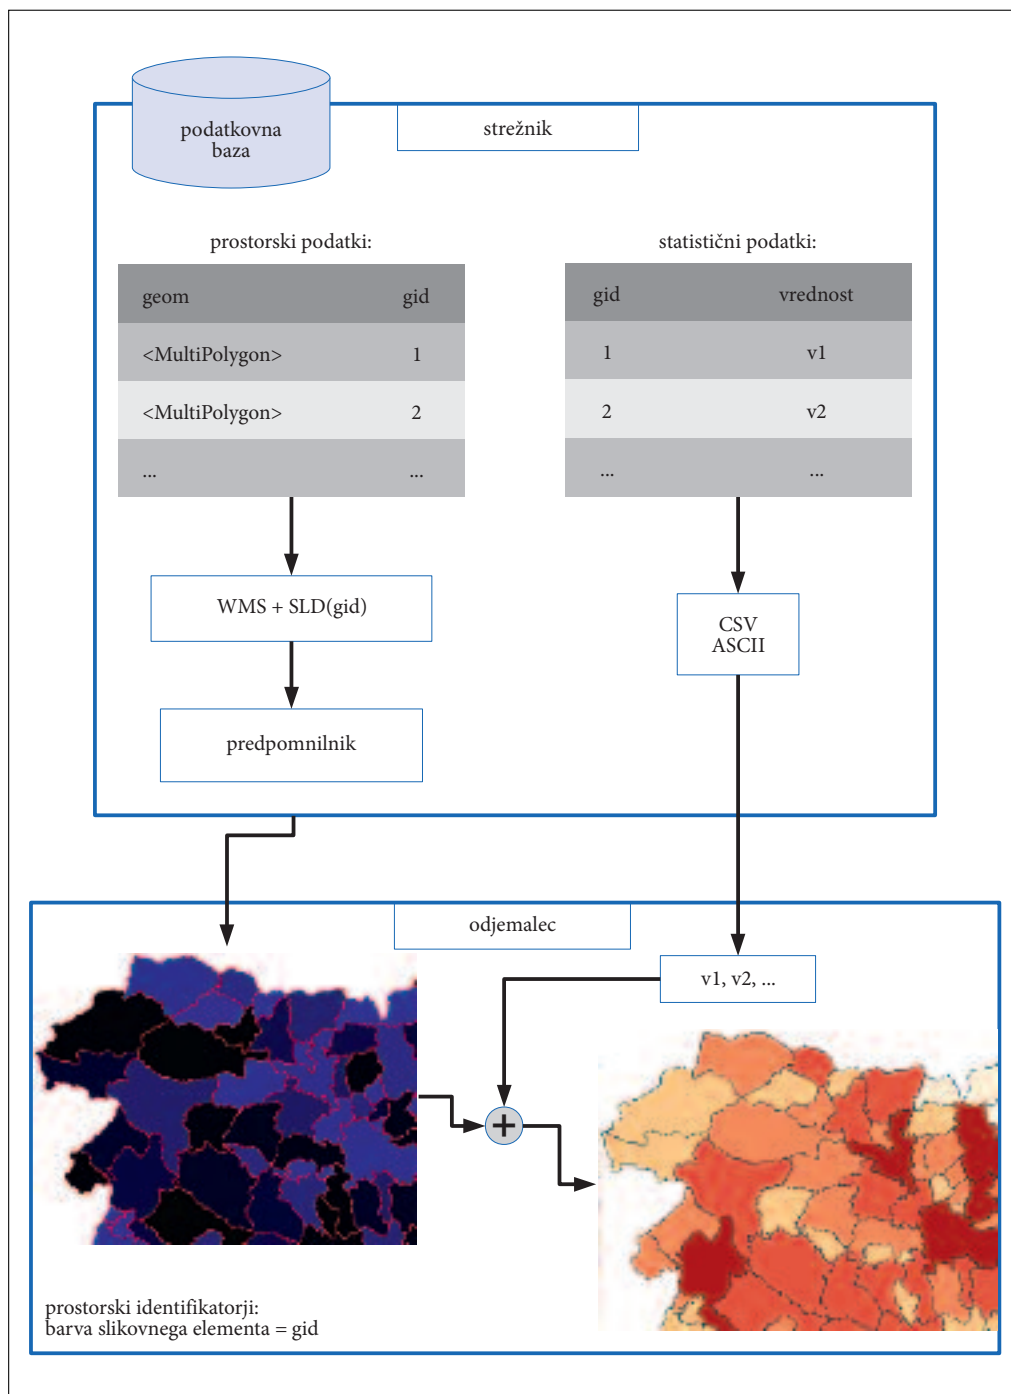 podatkovna
baza
strežnik
prostorski podatki:
geom gid
<MultiPolygon> 1
<MultiPolygon> 2
... ...
statistični podatki:
gid vrednost
1 v1
2 v2
... ...
WMS + SLD(gid)
CSV
ASCII
predpomnilnik
odjemalec
v1, v2, ...
+
prostorski identifikatorji:
barva slikovnega elementa = gid